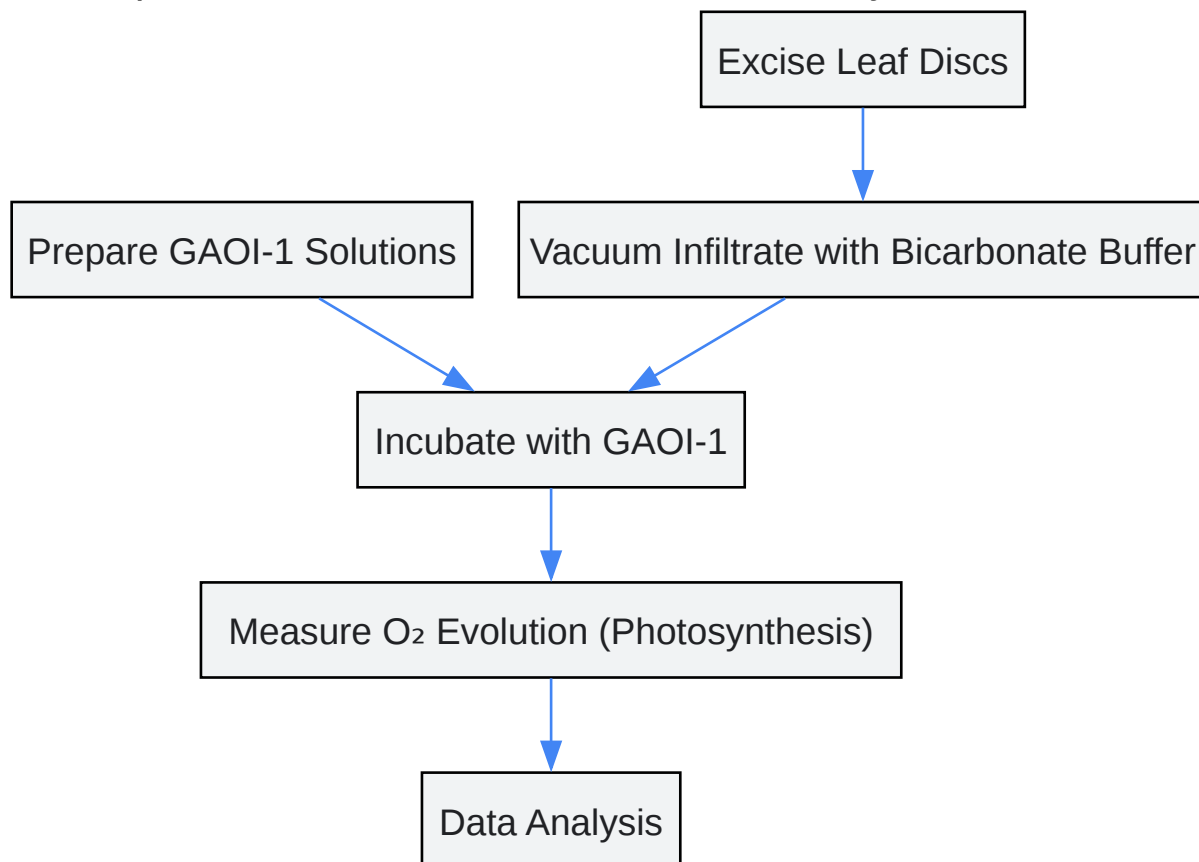 Excise Leaf Discs
Prepare GAOI-1 Solutions
Vacuum Infiltrate with Bicarbonate Buffer
Incubate with GAOI-1
Measure O₂ Evolution (Photosynthesis)
Data Analysis